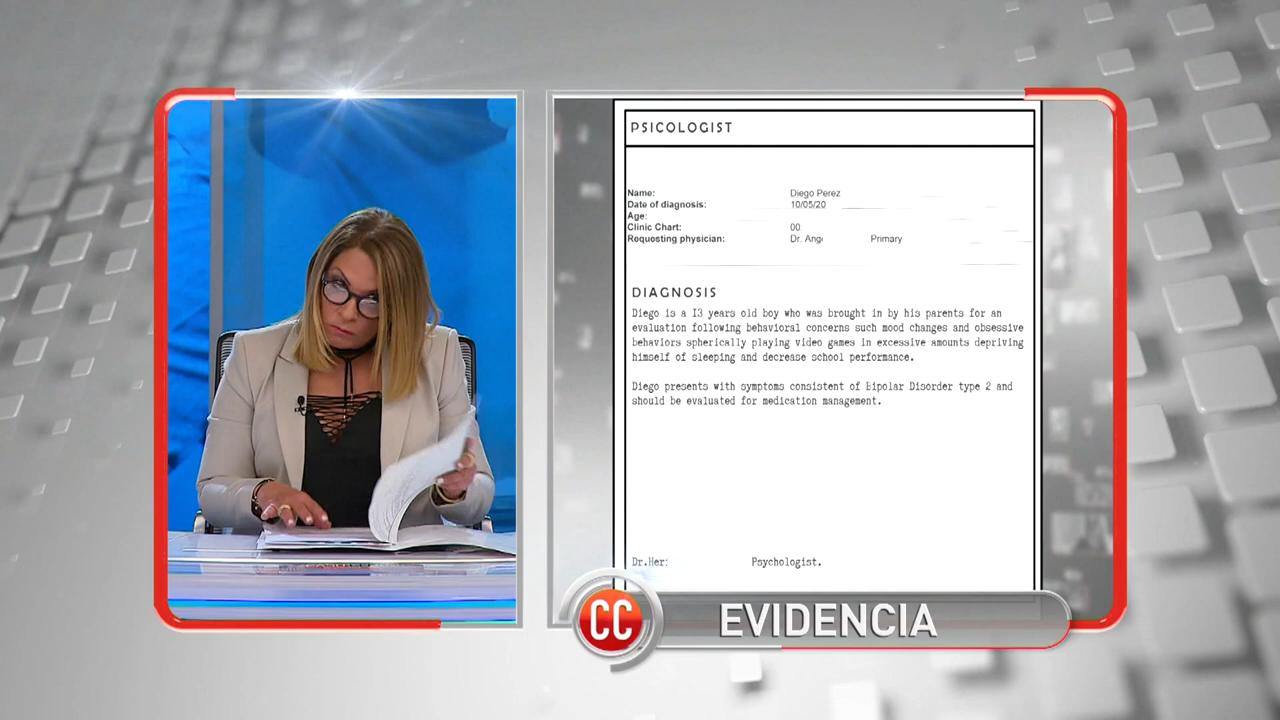 PSICOLOGIST
Name: Diego Perez
Date of diagnosis: 10/05/20
Age:
Clinic Chart: 00
Requesting physician: Dr. Ang Primary
DIAGNOSIS
Diego is a 13 years old boy who was brought in by his parents for an
evaluation following behavioral concerns such mood changes and obsessive
behaviors spherically playing video games in excessive amounts depriving
himself of sleeping and decrease school performance.
Diego presents with symptoms consistent of Bipolar Disorder type 2 and
should be evaluated for medication management.
Dr.Her: Psychologist.
CC EVIDENCIA